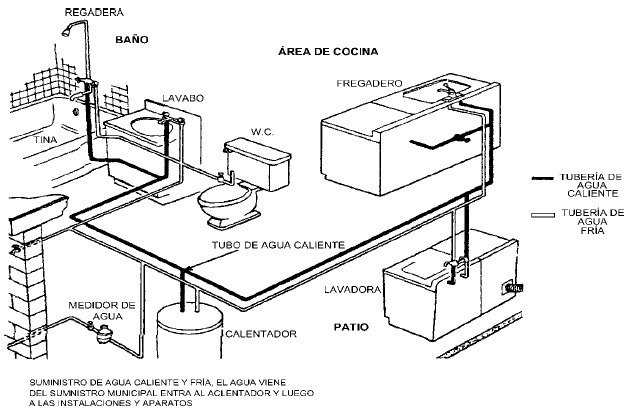 REGADERA
BAÑO
ÁREA DE COCINA
FREGADERO
LAVABO
TINA
W.C.
TUBERÍA DE
AGUA
CALIENTE
TUBERÍA DE
AGUA
FRÍA
TUBO DE AGUA CALIENTE
LAVADORA
MEDIDOR DE
AGUA
CALENTADOR
PATIO
SUMINISTRO DE AGUA CALIENTE Y FRÍA, EL AGUA VIENE
DEL SUMNISTRO MUNICIPAL ENTRA AL ACLENTADOR Y LUEGO
A LAS INSTALACIONES Y APARATOS